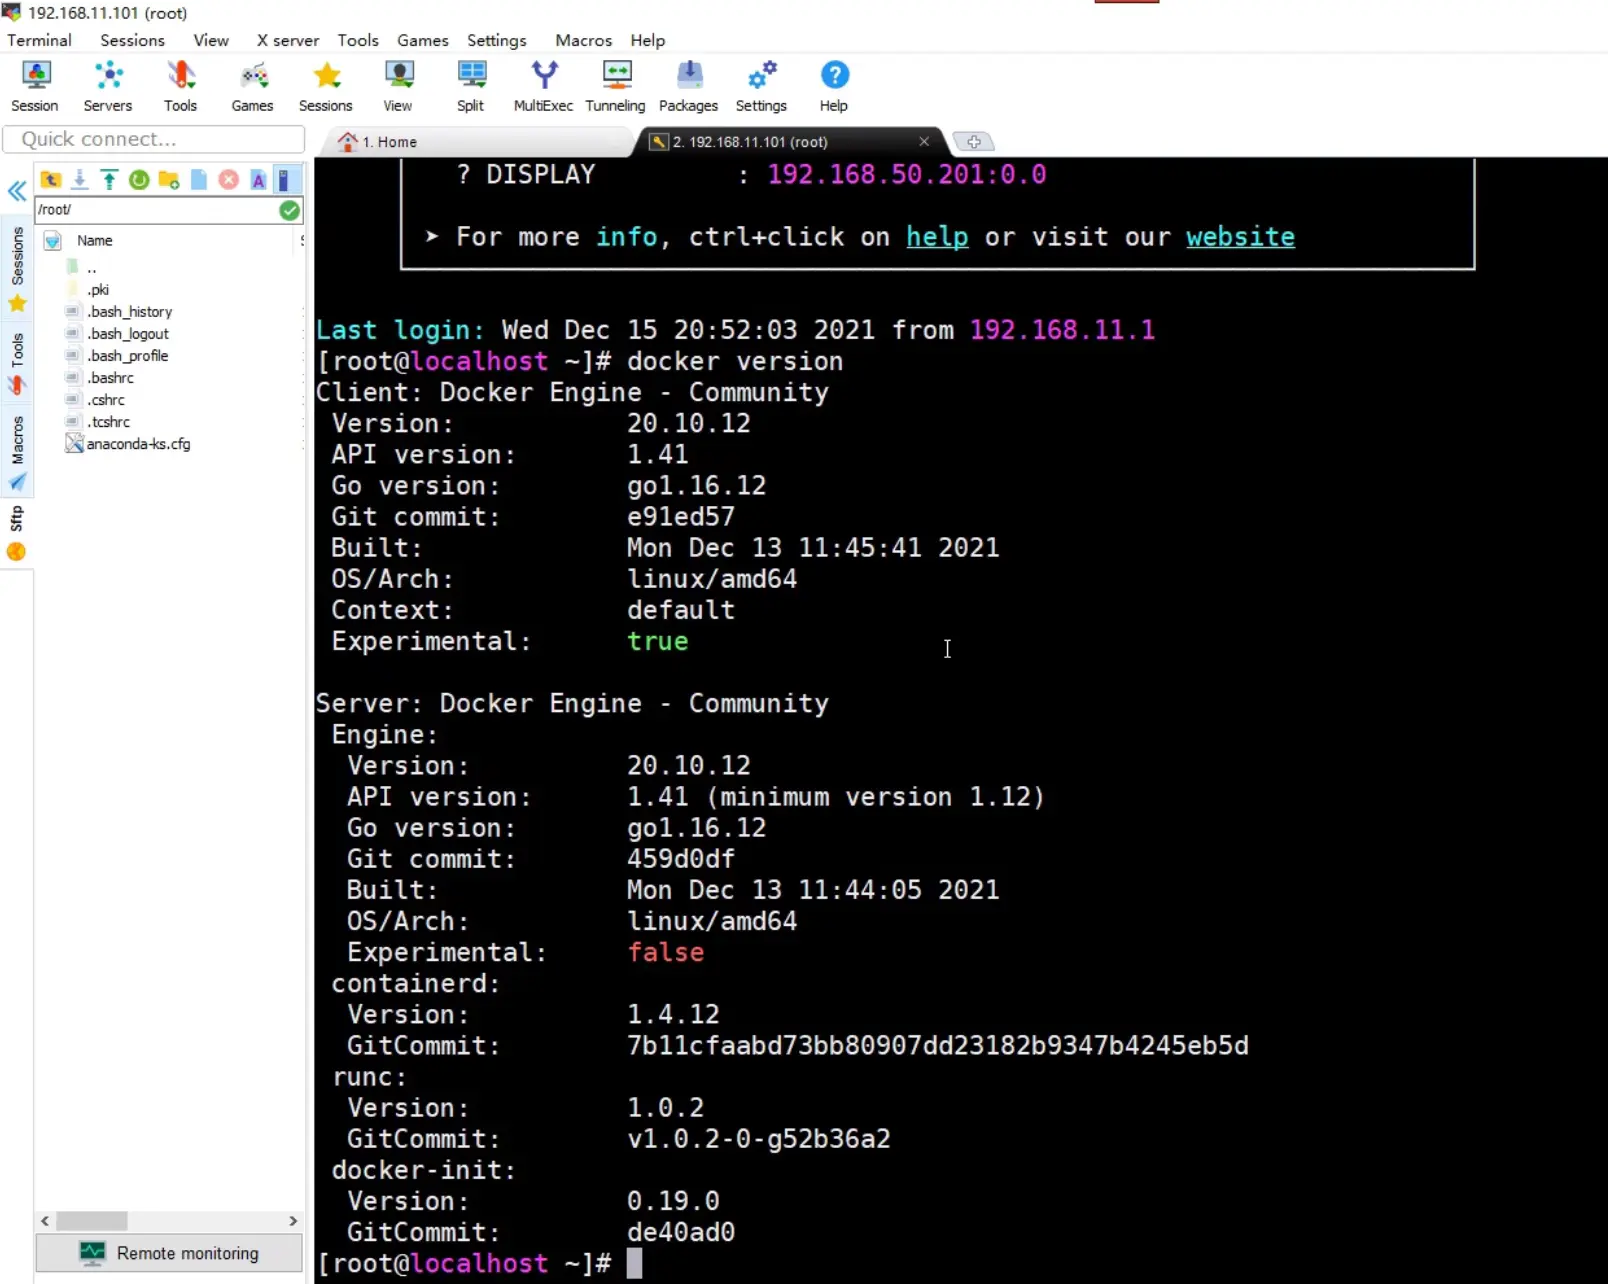 192.168.11.101 (root)
Terminal Sessions View X server Tools Games Settings Macros Help
Session Servers Tools Games Sessions View Split MultiExec Tunneling Packages Settings Help
Quick connect...
1. Home
2. 192.168.11.101 (root)
/root/
Name
..
.pki
.bash_history
.bash_logout
.bash_profile
.bashrc
.cshrc
.tcshrc
anaconda-ks.cfg
Sessions
Tools
Macros
Sftp
Remote monitoring
? DISPLAY : 192.168.50.201:0.0
➤ For more info, ctrl+click on help or visit our website
Last login: Wed Dec 15 20:52:03 2021 from 192.168.11.1
[root@localhost ~]# docker version
Client: Docker Engine - Community
Version: 20.10.12
API version: 1.41
Go version: go1.16.12
Git commit: e91ed57
Built: Mon Dec 13 11:45:41 2021
OS/Arch: linux/amd64
Context: default
Experimental: true
Server: Docker Engine - Community
Engine:
Version: 20.10.12
API version: 1.41 (minimum version 1.12)
Go version: go1.16.12
Git commit: 459d0df
Built: Mon Dec 13 11:44:05 2021
OS/Arch: linux/amd64
Experimental: false
containerd:
Version: 1.4.12
GitCommit: 7b11cfaabd73bb80907dd23182b9347b4245eb5d
runc:
Version: 1.0.2
GitCommit: v1.0.2-0-g52b36a2
docker-init:
Version: 0.19.0
GitCommit: de40ad0
[root@localhost ~]#